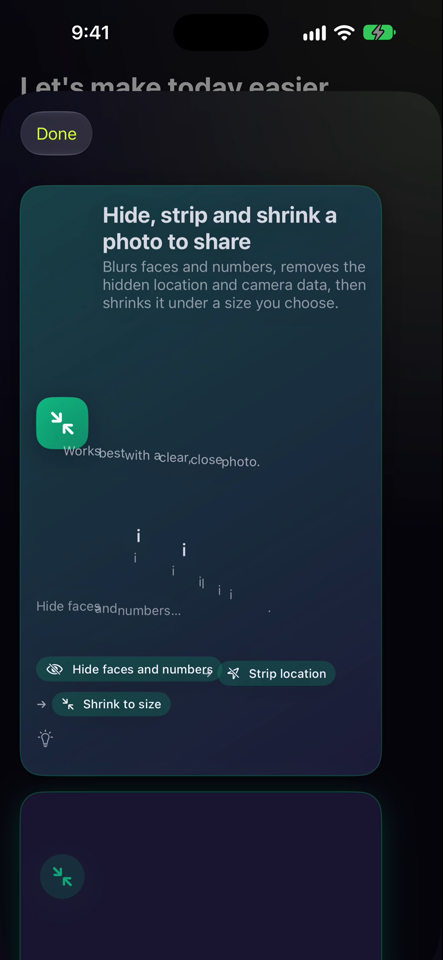 9:41
Let's make today easier
Done
Hide, strip and shrink a
photo to share
Blurs faces and numbers, removes the
hidden location and camera data, then
shrinks it under a size you choose.
Works best with a clear, close photo.
i
i
i
i
i
l
i
i
Hide faces and numbers...
.
Hide faces and numbers
Strip location
→ Shrink to size